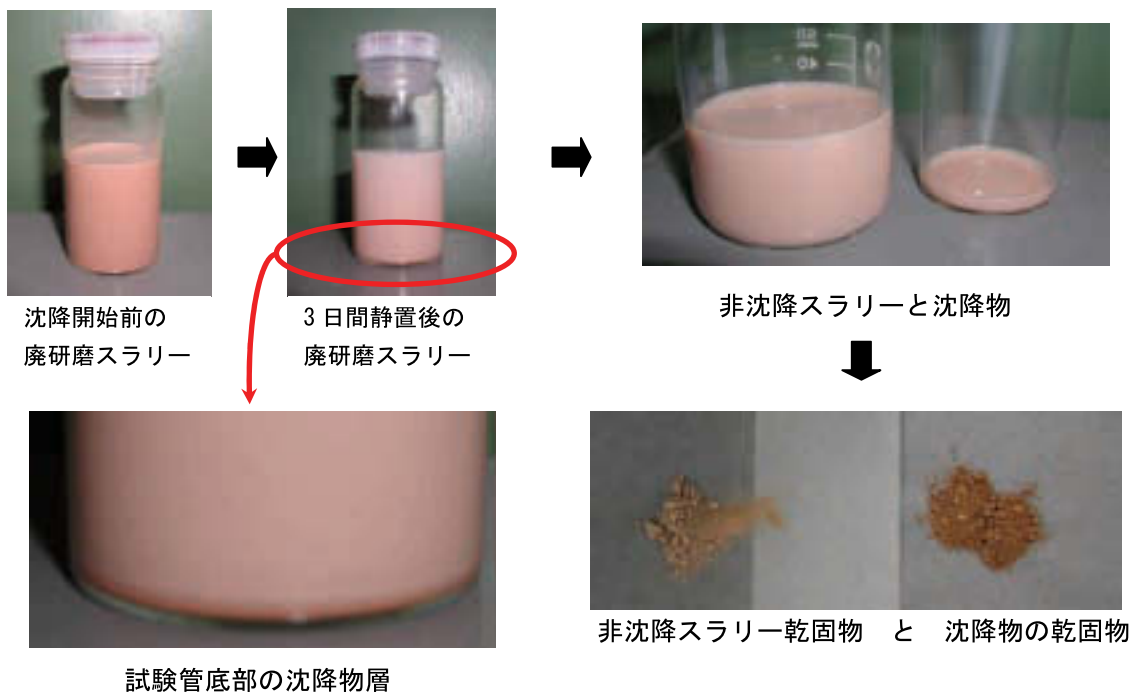 60
40
沈降開始前の
廃研磨スラリー
3日間静置後の
廃研磨スラリー
非沈降スラリーと沈降物
試験管底部の沈降物層
非沈降スラリー乾固物 と 沈降物の乾固物